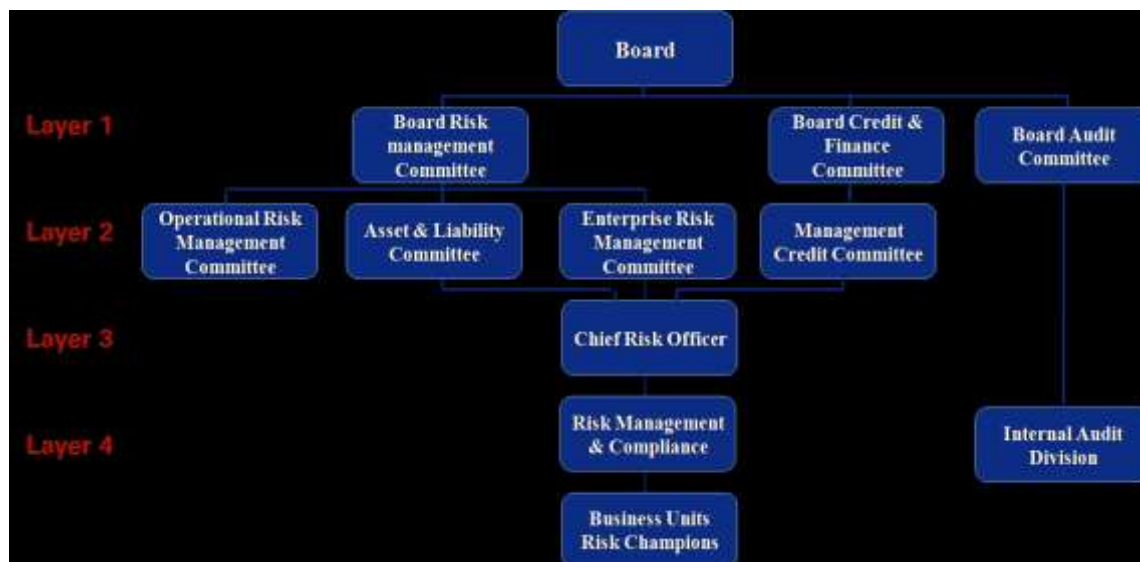 Board
Layer 1
Board Risk
management
Committee
Board Credit &
Finance
Committee
Board Audit
Committee
Layer 2
Operational Risk
Management
Committee
Asset & Liability
Committee
Enterprise Risk
Management
Committee
Management
Credit Committee
Layer 3
Chief Risk Officer
Layer 4
Risk Management
& Compliance
Internal Audit
Division
Business Units
Risk Champions